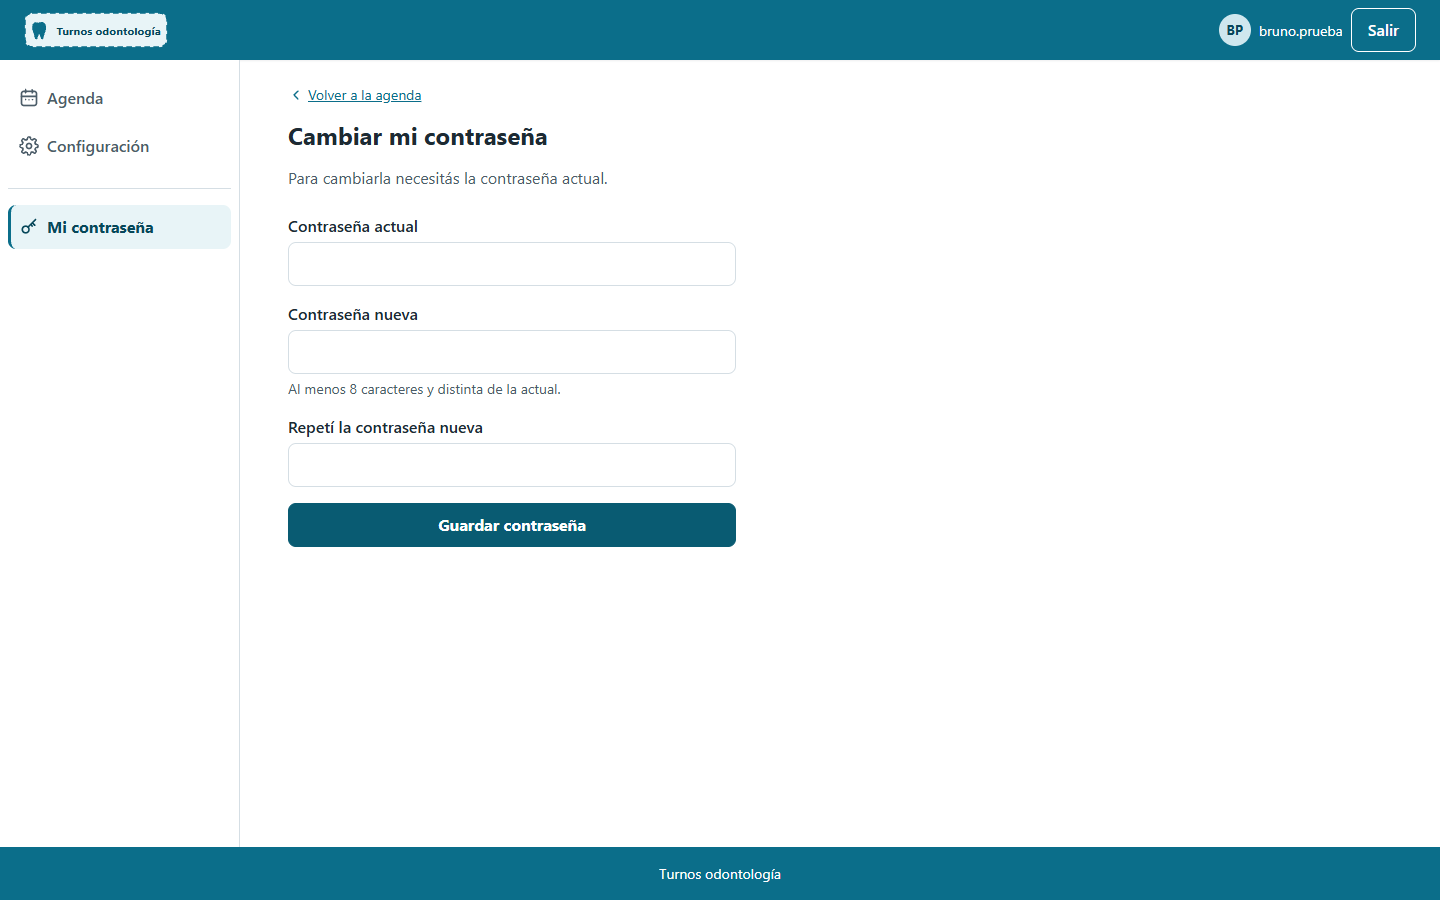 Turnos odontología
BP
bruno.prueba
Salir
Agenda
Configuración
Mi contraseña
Volver a la agenda
Cambiar mi contraseña
Para cambiarla necesitás la contraseña actual.
Contraseña actual
Contraseña nueva
Al menos 8 caracteres y distinta de la actual.
Repetí la contraseña nueva
Guardar contraseña
Turnos odontología